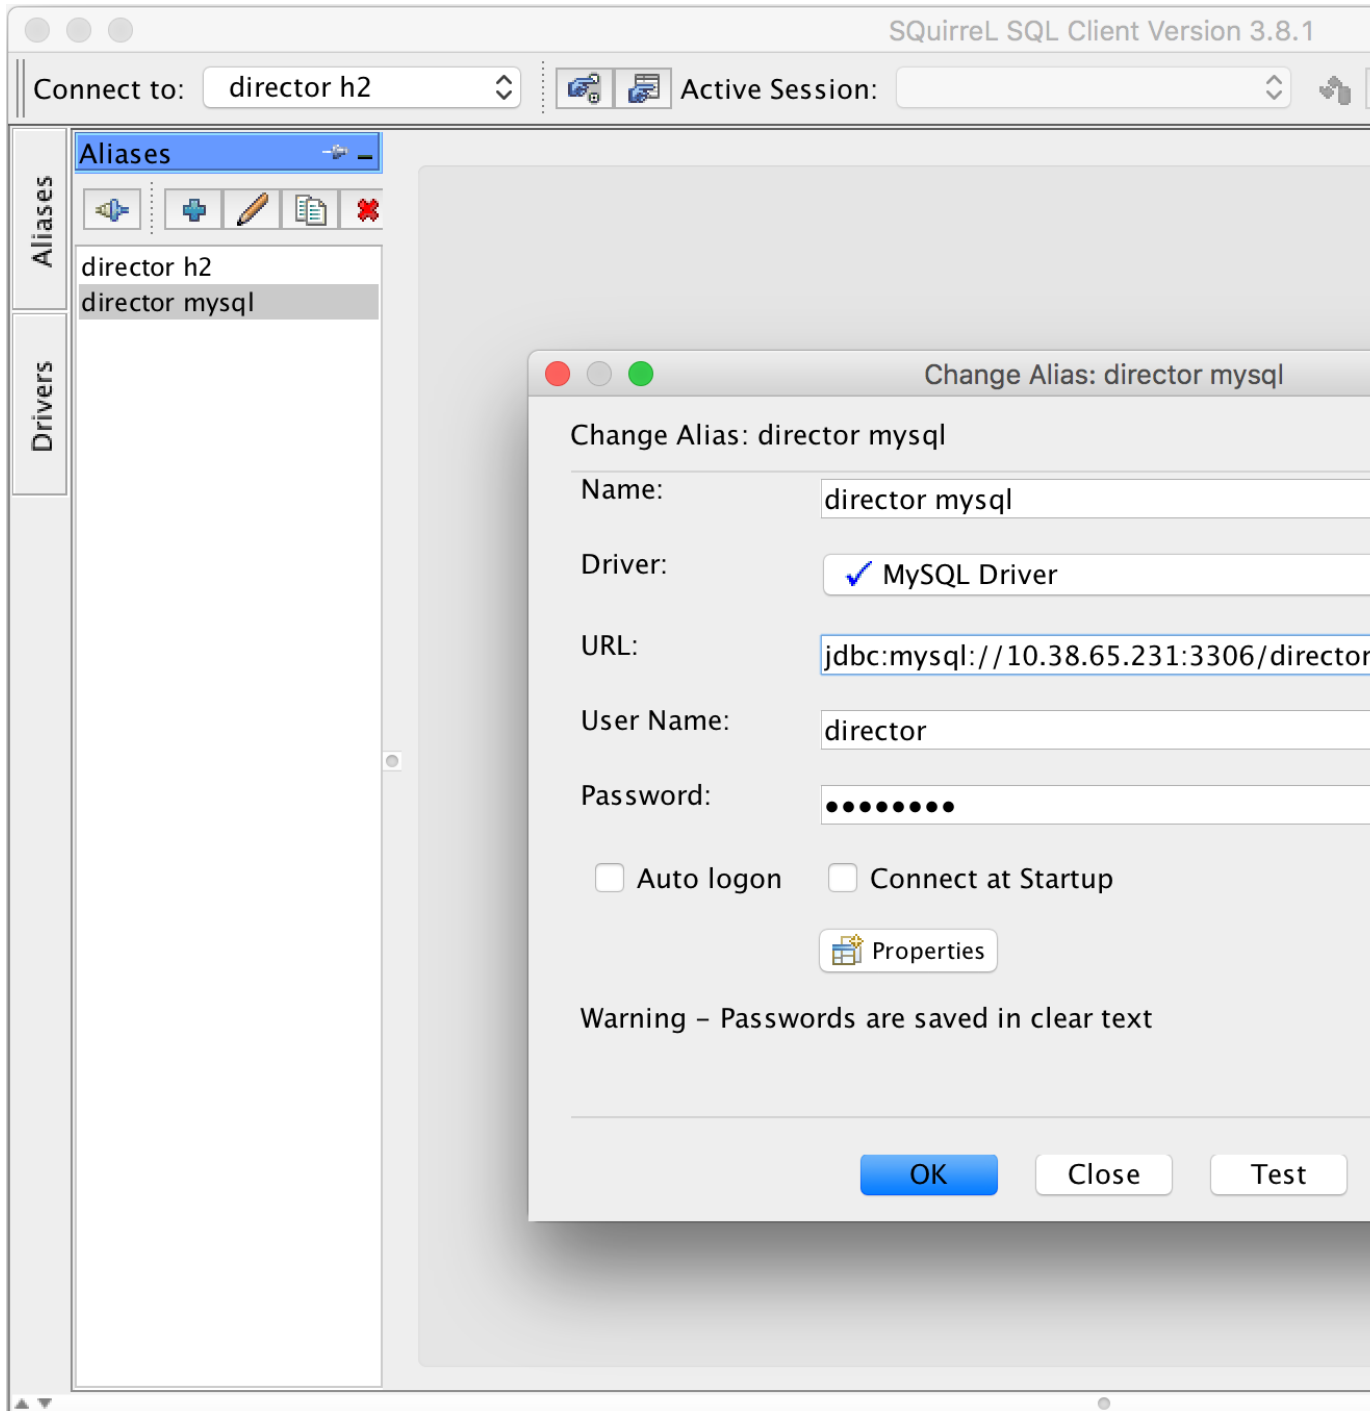 SQuirreL SQL Client Version 3.8.1
Connect to: director h2 Active Session:
Aliases
Aliases
Drivers
director h2
director mysql
Change Alias: director mysql
Change Alias: director mysql
Name: director mysql
Driver: MySQL Driver
URL: jdbc:mysql://10.38.65.231:3306/director
User Name: director
Password: ••••••••
Auto logon Connect at Startup
Properties
Warning – Passwords are saved in clear text
OK Close Test